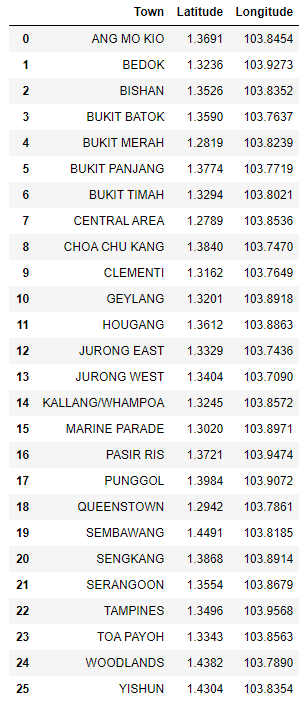 Town Latitude Longitude
0 ANG MO KIO 1.3691 103.8454
1 BEDOK 1.3236 103.9273
2 BISHAN 1.3526 103.8352
3 BUKIT BATOK 1.3590 103.7637
4 BUKIT MERAH 1.2819 103.8239
5 BUKIT PANJANG 1.3774 103.7719
6 BUKIT TIMAH 1.3294 103.8021
7 CENTRAL AREA 1.2789 103.8536
8 CHOA CHU KANG 1.3840 103.7470
9 CLEMENTI 1.3162 103.7649
10 GEYLANG 1.3201 103.8918
11 HOUGANG 1.3612 103.8863
12 JURONG EAST 1.3329 103.7436
13 JURONG WEST 1.3404 103.7090
14 KALLANG/WHAMPOA 1.3245 103.8572
15 MARINE PARADE 1.3020 103.8971
16 PASIR RIS 1.3721 103.9474
17 PUNGGOL 1.3984 103.9072
18 QUEENSTOWN 1.2942 103.7861
19 SEMBAWANG 1.4491 103.8185
20 SENGKANG 1.3868 103.8914
21 SERANGOON 1.3554 103.8679
22 TAMPINES 1.3496 103.9568
23 TOA PAYOH 1.3343 103.8563
24 WOODLANDS 1.4382 103.7890
25 YISHUN 1.4304 103.8354